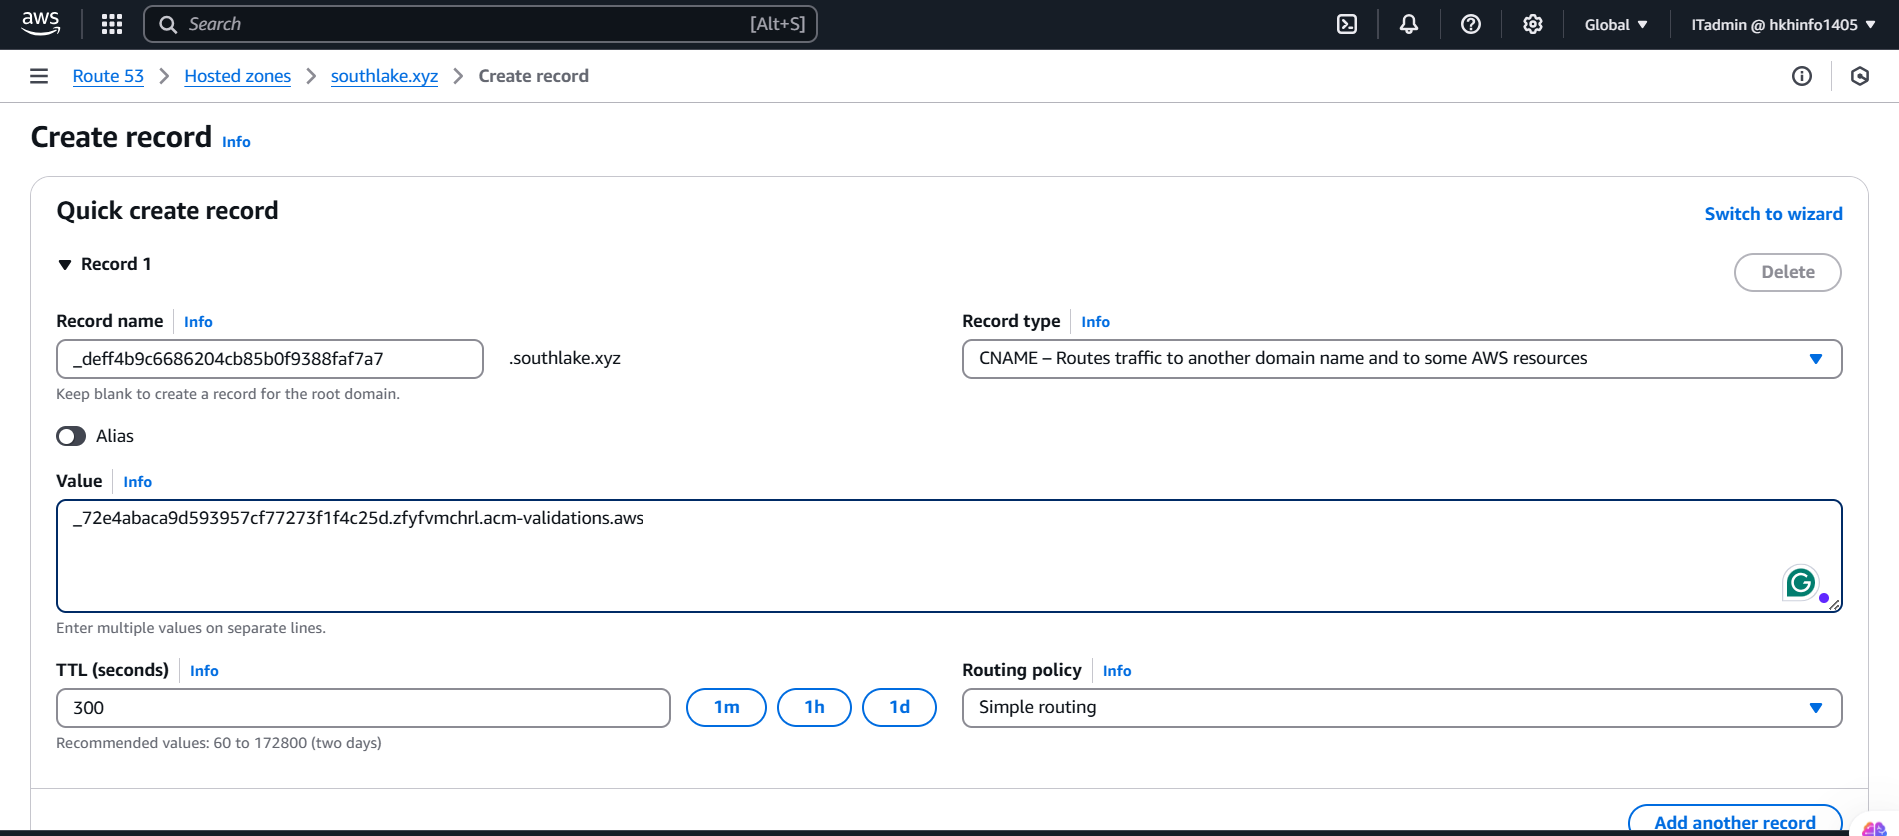 aws Search [Alt+S] Global ITadmin @ hkhinfo1405
Route 53 Hosted zones southlake.xyz Create record
Create record Info
Quick create record
Switch to wizard
Record 1
Delete
Record name Info
Record type Info
_deff4b9c6686204cb85b0f9388faf7a7 .southlake.xyz
CNAME – Routes traffic to another domain name and to some AWS resources
Keep blank to create a record for the root domain.
Alias
Value Info
_72e4abaca9d593957cf77273f1f4c25d.zfyfvmchrl.acm-validations.aws
Enter multiple values on separate lines.
TTL (seconds) Info
Routing policy Info
300 1m 1h 1d
Simple routing
Recommended values: 60 to 172800 (two days)
Add another record